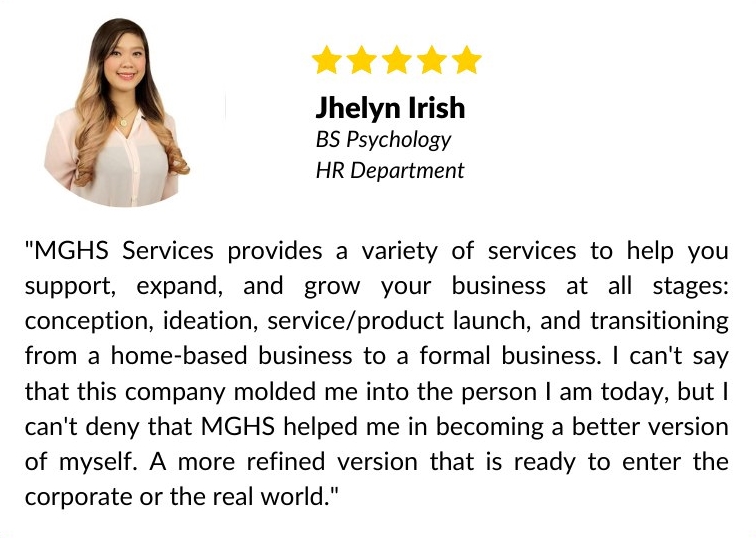 Jhelyn Irish
BS Psychology
HR Department
"MGHS Services provides a variety of services to help you
support, expand, and grow your business at all stages:
conception, ideation, service/product launch, and transitioning
from a home-based business to a formal business. I can't say
that this company molded me into the person I am today, but I
can't deny that MGHS helped me in becoming a better version
of myself. A more refined version that is ready to enter the
corporate or the real world."